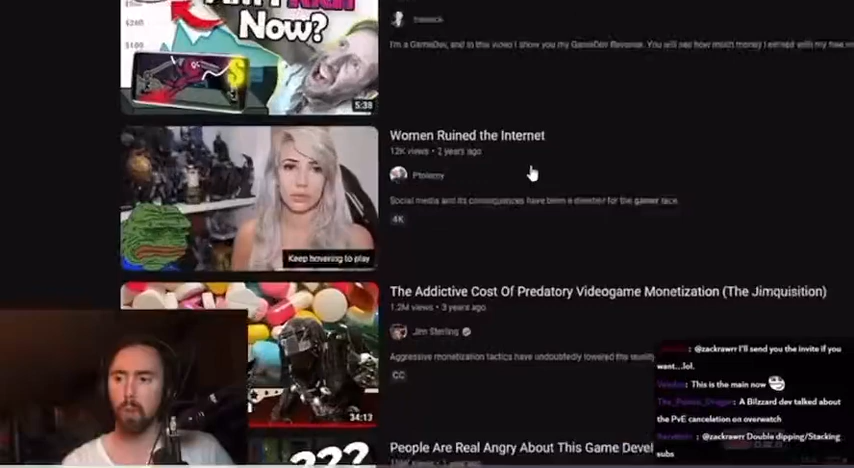 Now?
$100
5:38
I'm a GameDev, and in this video I show you my GameDev Revenue. You will see how much money I earned with my free
Women Ruined the Internet
12K views • 2 years ago
Ptolemy
Social media and its consequences have been a disaster for the gamer race.
4K
Keep hovering to play
The Addictive Cost Of Predatory Videogame Monetization (The Jimquisition)
1.2M views • 3 years ago
Jim Sterling
Aggressive monetization tactics have undoubtedly lowered the
CC
34:13
: @zackrawrr I'll send you the invite if you
want...lol.
: This is the main now
: A Bilzzard dev talked about
the PvE cancelation on overwatch
: @zackrawrr Double dipping/Stacking
subs
???
People Are Real Angry About This Game Devel